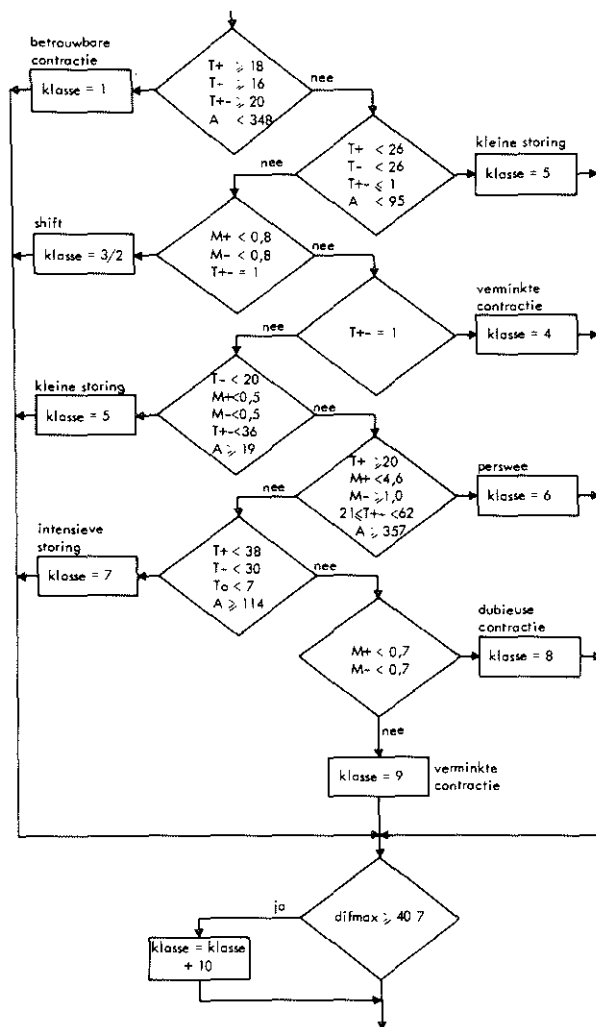 betrouwbare
contractie
klasse = 1
T+ ⩾ 18
T- ⩾ 16
T+- ⩾ 20
A < 348
nee
T+ < 26
T- < 26
T+- ⩽ 1
A < 95
kleine storing
klasse = 5
nee
shift
klasse = 3/2
M+ < 0,8
M- < 0,8
T+- = 1
nee
T+- = 1
verminkte
contractie
klasse = 4
nee
kleine storing
klasse = 5
T- < 20
M+<0,5
M-<0,5
T+-<36
A ⩾ 19
nee
T+ ⩾20
M+<4,6
M- ⩾1,0
21⩽T+- <62
A ⩾ 357
perswee
klasse = 6
nee
intensieve
storing
klasse = 7
T+ < 38
T- < 30
To < 7
A ⩾ 114
nee
M+ < 0,7
M- < 0,7
dubieuse
contractie
klasse = 8
nee
klasse = 9
verminkte
contractie
difmax ⩾ 40 7
ja
klasse = klasse
+ 10